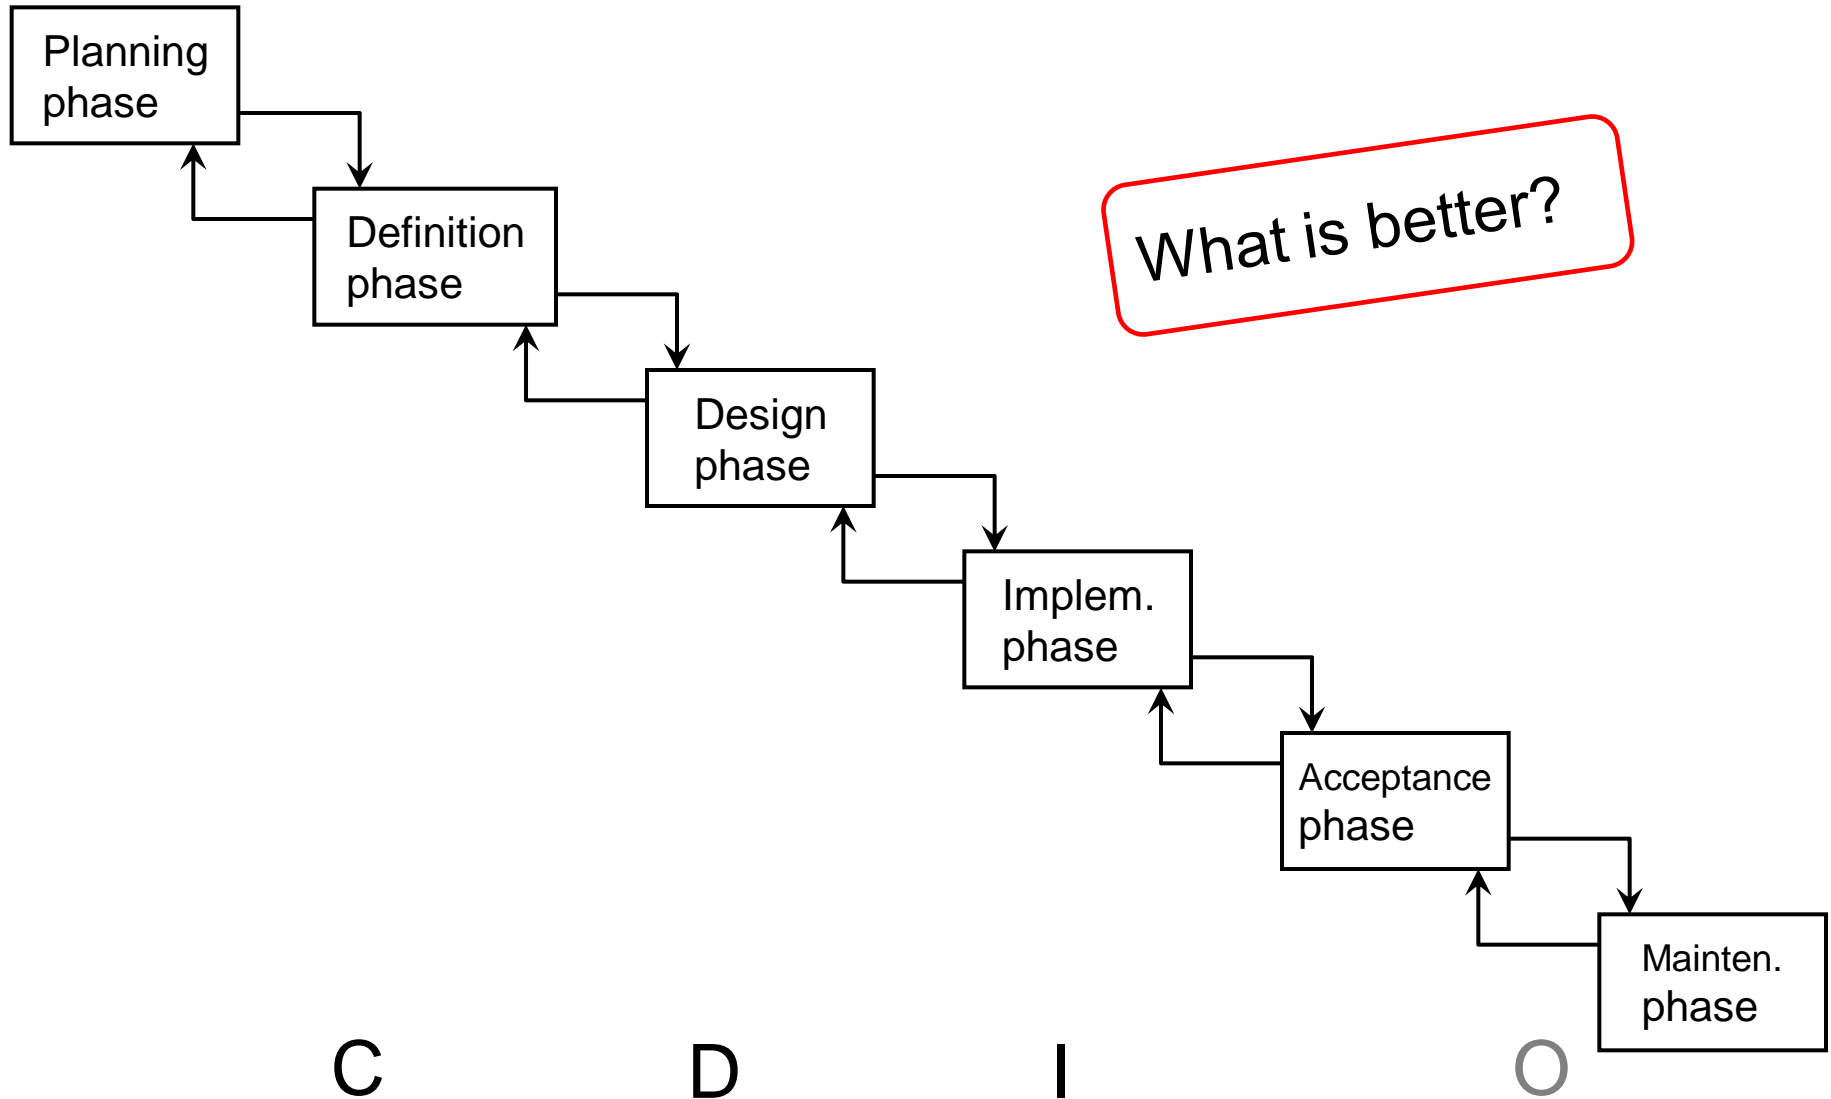 Planning
phase
What is better?
Definition
phase
Design
phase
Implem.
phase
Acceptance
phase
Mainten.
phase
C D I O